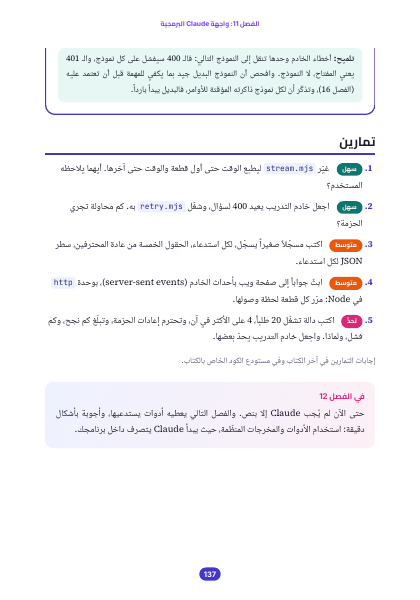 الفصل 11: واجهة Claude البرمجية
تلميح: أخطاء الخادم وحدها تنقل إلى النموذج التالي: فالـ 400 سيفشل على كل نموذج، والـ 401
يعني المفتاح، لا النموذج. وافحص أن النموذج البديل جيد بما يكفي للمهمة قبل أن تعتمد عليه
(الفصل 16)، وتذكّر أن لكل نموذج ذاكرته المؤقتة للأوامر، فالبديل يبدأ بارداً.
تمارين
1. سهل غيّر stream.mjs ليطبع الوقت حتى أول قطعة والوقت حتى آخرها. أيهما يلاحظه
المستخدم؟
2. سهل اجعل خادم التدريب يعيد 400 لسؤال، وشغّل retry.mjs به. كم محاولة تجري
الحزمة؟
3. متوسط اكتب مسجّلاً صغيراً يسجّل، لكل استدعاء، الحقول الخمسة من عادة المحترفين، سطر
JSON لكل استدعاء.
4. متوسط ابثّ جواباً إلى صفحة ويب بأحداث الخادم (server-sent events)، بوحدة http
في Node: مرّر كل قطعة لحظة وصولها.
5. تحدّ اكتب دالة تشغّل 20 طلباً، 4 على الأكثر في آن، وتحترم إعادات الحزمة، وتبلّغ كم نجح، وكم
فشل، ولماذا. واجعل خادم التدريب يحدّ بعضها.
إجابات التمارين في آخر الكتاب وفي مستودع الكود الخاص بالكتاب.
في الفصل 12
حتى الآن لم يُجب Claude إلا بنص. والفصل التالي يعطيه أدوات يستدعيها، وأجوبة بأشكال
دقيقة: استخدام الأدوات والمخرجات المنظّمة، حيث يبدأ Claude يتصرف داخل برنامجك.
137